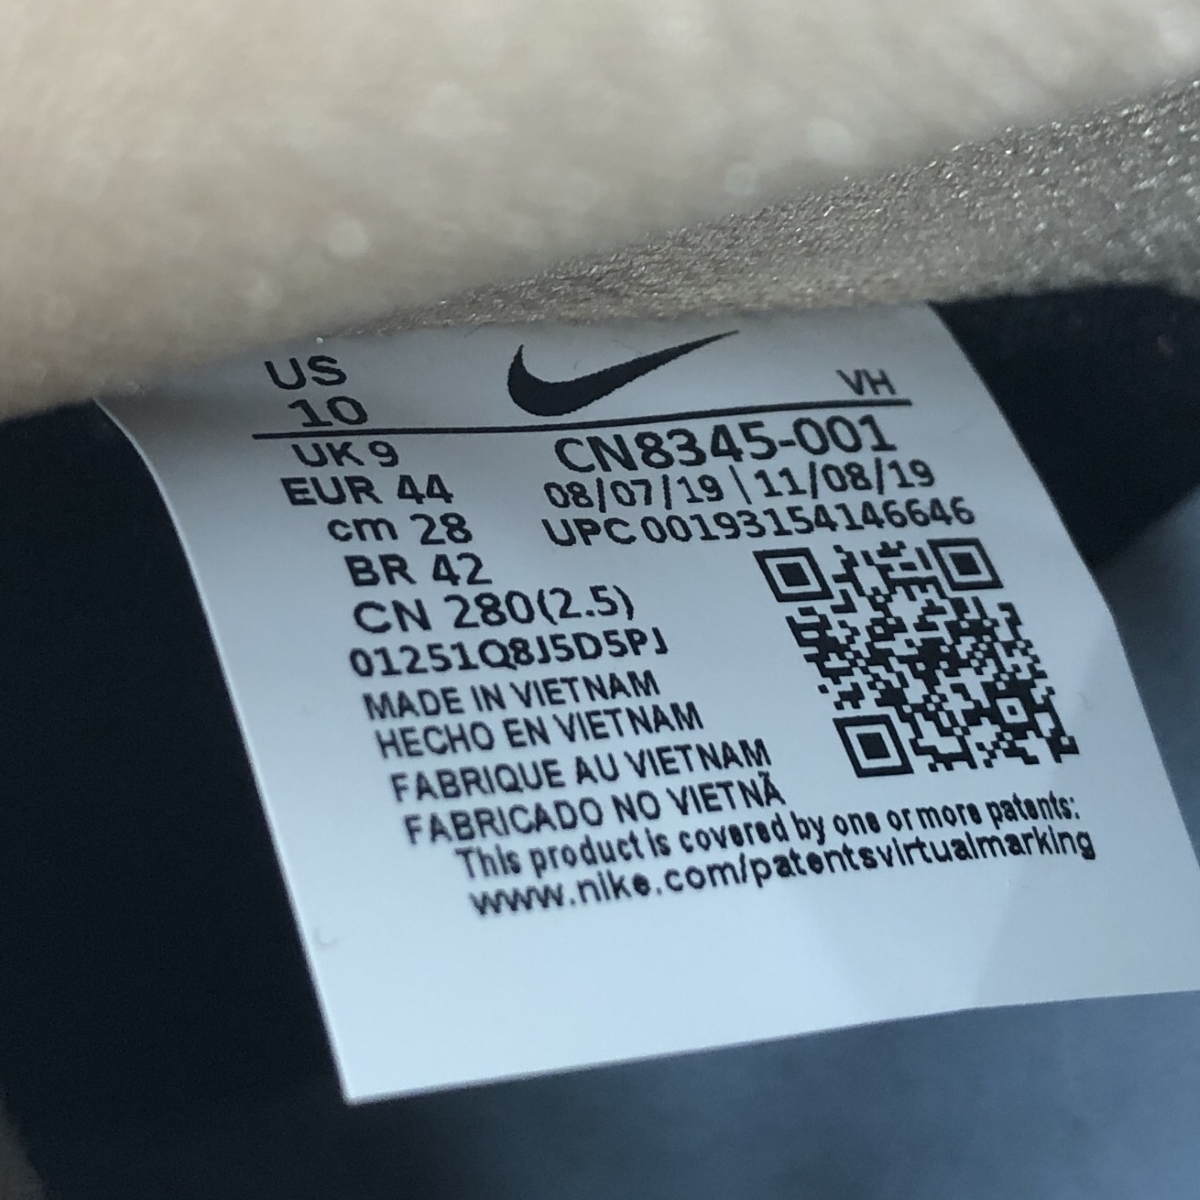 US
10
VH
UK 9
CN8345-001
EUR 44
08/07/19 | 11/08/19
cm 28
UPC 00193154146646
BR 42
CN 280(2.5)
01251Q8J5D5PJ
MADE IN VIETNAM
HECHO EN VIETNAM
FABRIQUE AU VIETNAM
FABRICADO NO VIETNÃ
This product is covered by one or more patents:
www.nike.com/patentsvirtualmarking